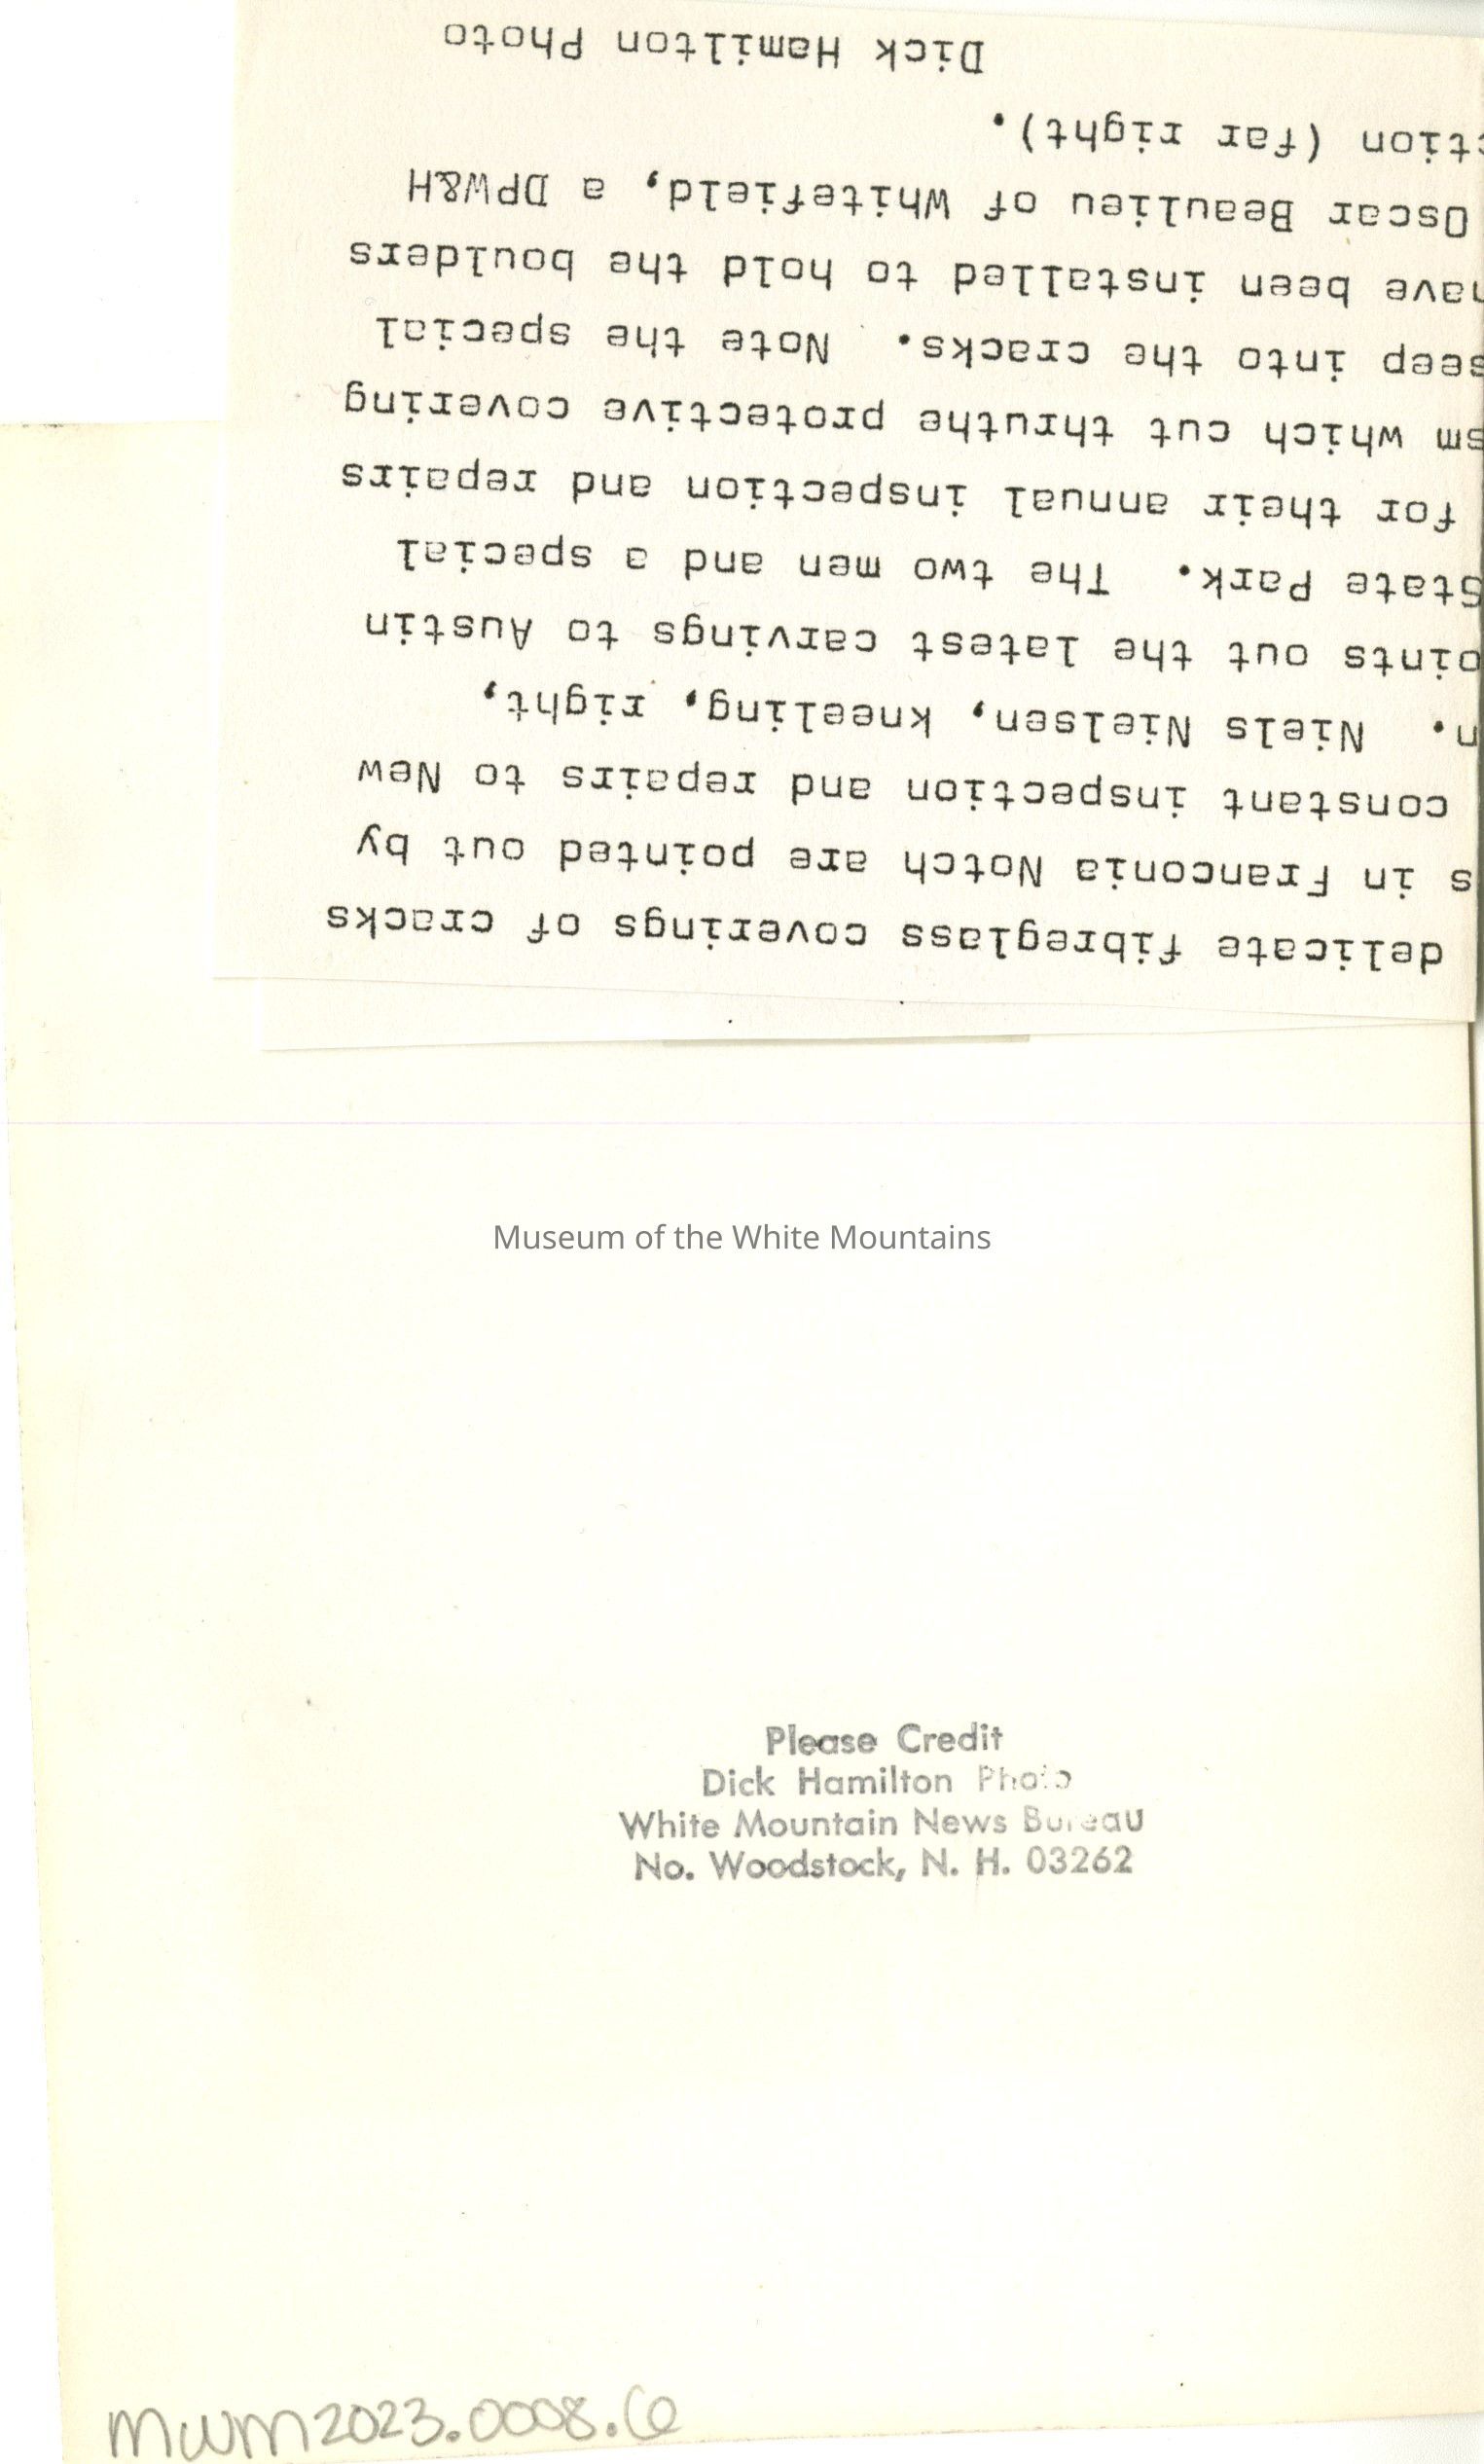 delicate fibreglass coverings of cracks
s in Franconia Notch are pointed out by
constant inspection and repairs to New
n. Niels Nielsen, kneeling, right,
oints out the latest carvings to Austin
State Park. The two men and a special
for their annual inspection and repairs
sm which cut thruthe protective covering
seep into the cracks. Note the special
have been installed to hold the boulders
Oscar Beaulieu of Whitefield, a DPW&H
ction (far right).
Dick Hamilton Photo
Museum of the White Mountains
Please Credit
Dick Hamilton Photo
White Mountain News Bureau
No. Woodstock, N. H. 03262
MWM2023.0008.6